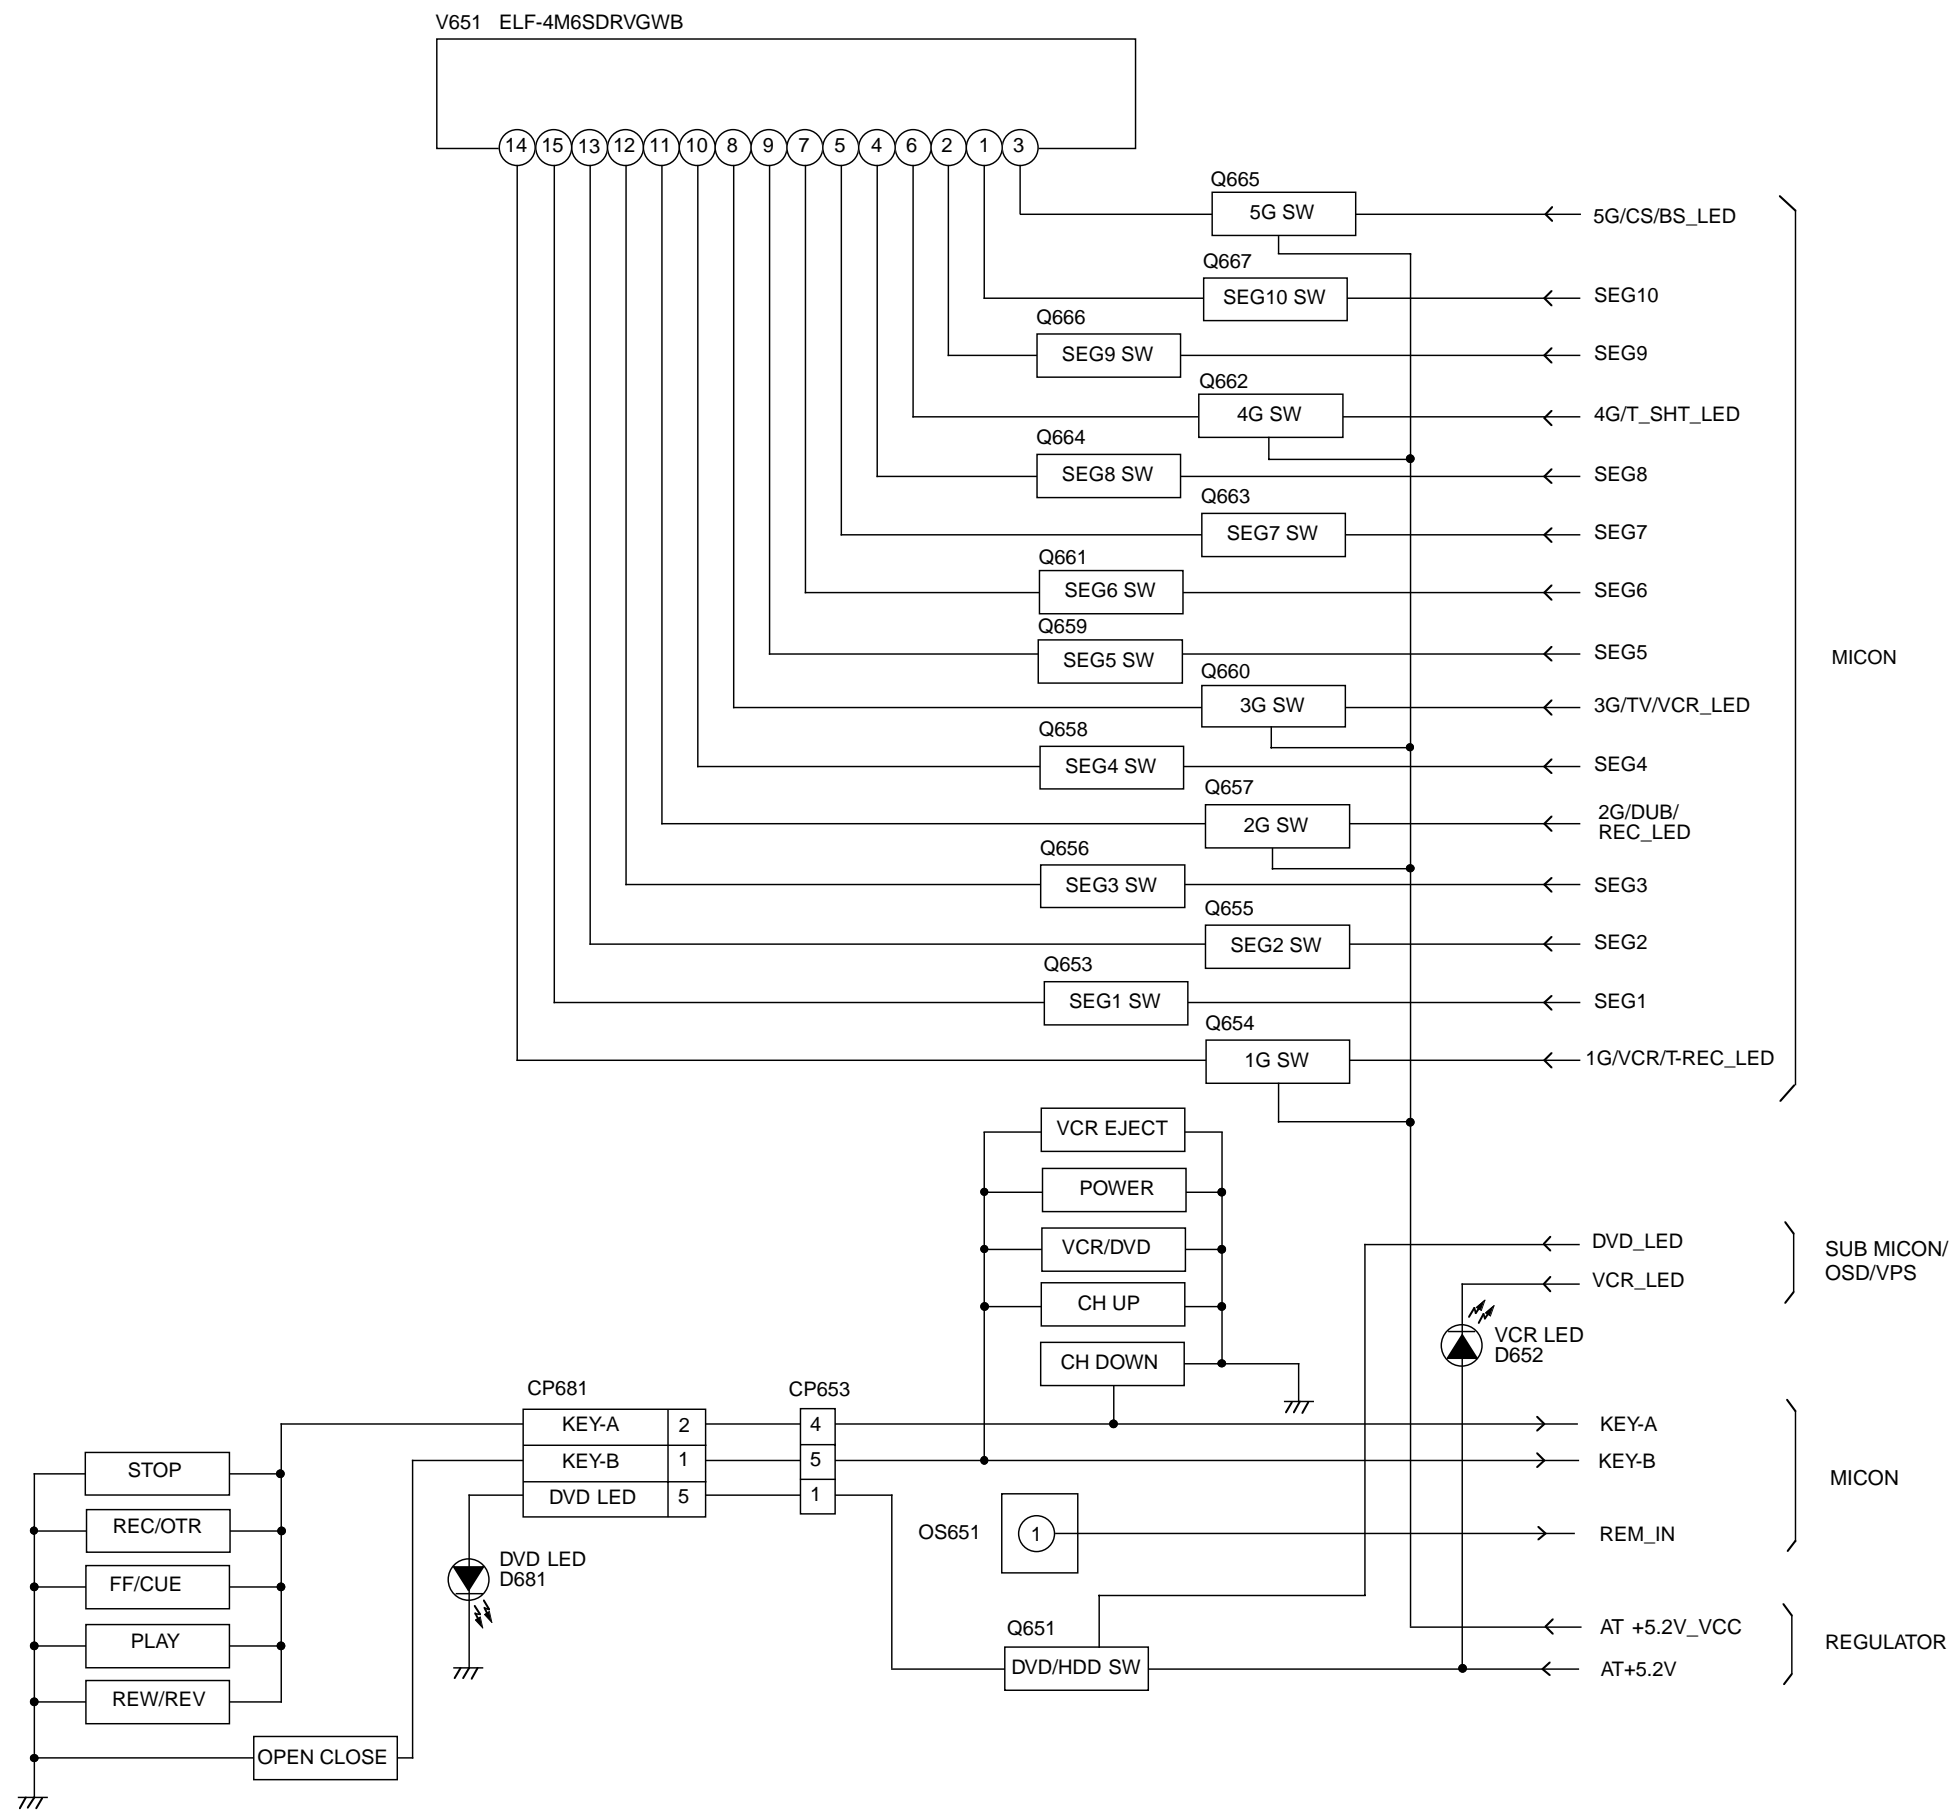 V651 ELF-4M6SDRVGWB
14 15 13 12 11 10 8 9 7 5 4 6 2 1 3
Q665
5G SW
5G/CS/BS_LED
Q667
SEG10 SW
SEG10
Q666
SEG9 SW
SEG9
Q662
4G SW
4G/T_SHT_LED
Q664
SEG8 SW
SEG8
Q663
SEG7 SW
SEG7
Q661
SEG6 SW
SEG6
Q659
SEG5 SW
SEG5
MICON
Q660
3G SW
3G/TV/VCR_LED
Q658
SEG4 SW
SEG4
Q657
2G SW
2G/DUB/
REC_LED
Q656
SEG3 SW
SEG3
Q655
SEG2 SW
SEG2
Q653
SEG1 SW
SEG1
Q654
1G SW
1G/VCR/T-REC_LED
VCR EJECT
POWER
VCR/DVD
CH UP
CH DOWN
DVD_LED
VCR_LED
SUB MICON/
OSD/VPS
VCR LED
D652
CP681
KEY-A 2
KEY-B 1
DVD LED 5
CP653
4
5
1
KEY-A
KEY-B
MICON
OS651
1
REM_IN
STOP
REC/OTR
FF/CUE
PLAY
REW/REV
OPEN CLOSE
DVD LED
D681
Q651
DVD/HDD SW
AT +5.2V_VCC
AT+5.2V
REGULATOR